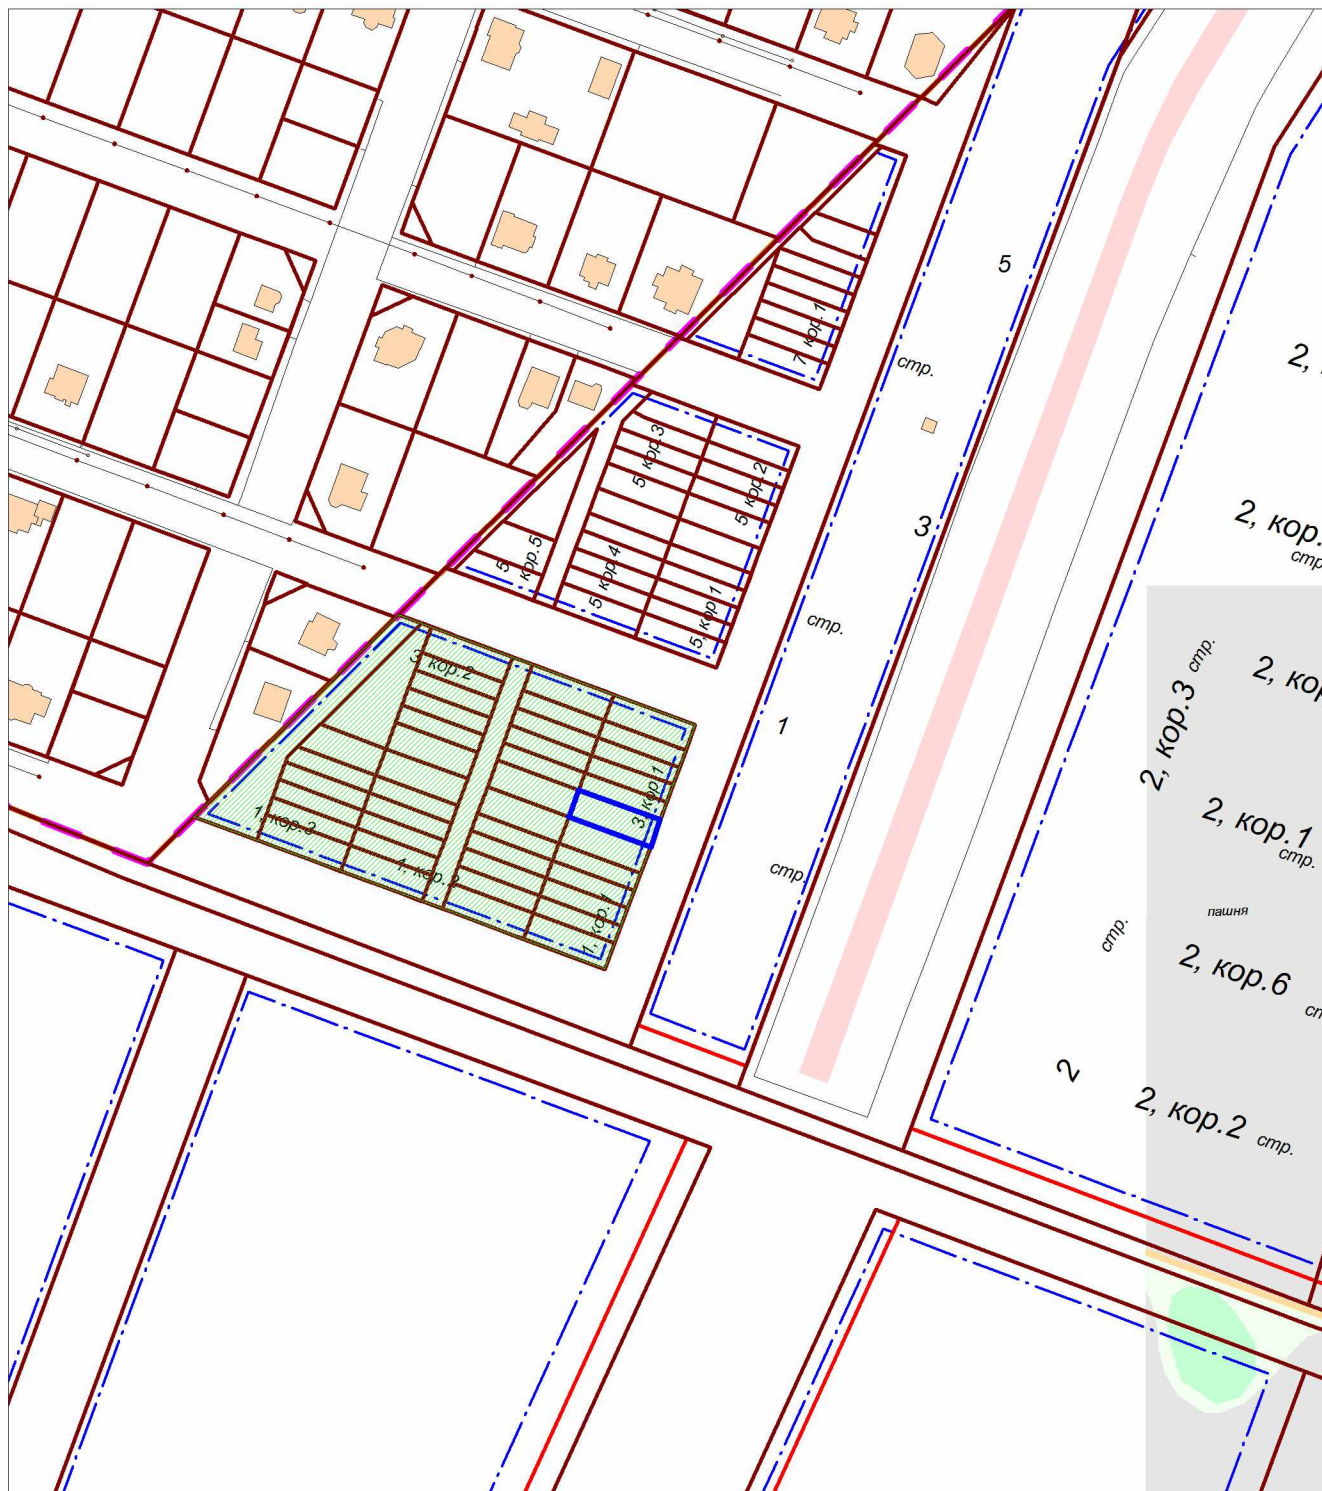 5
7, кор.1
стр.
2,
5, кор.3
5, кор.2
2, кор.
стр.
3
5, кор.5
5, кор.4
5, кор.1
стр.
3, кор.2
стр.
2, кор
2, кор.3
1
3, кор.1
2, кор.1
стр.
1, кор.3
1, кор.2
стр.
1, кор.1
пашня
стр.
2, кор.6
ст
2
2, кор.2
стр.